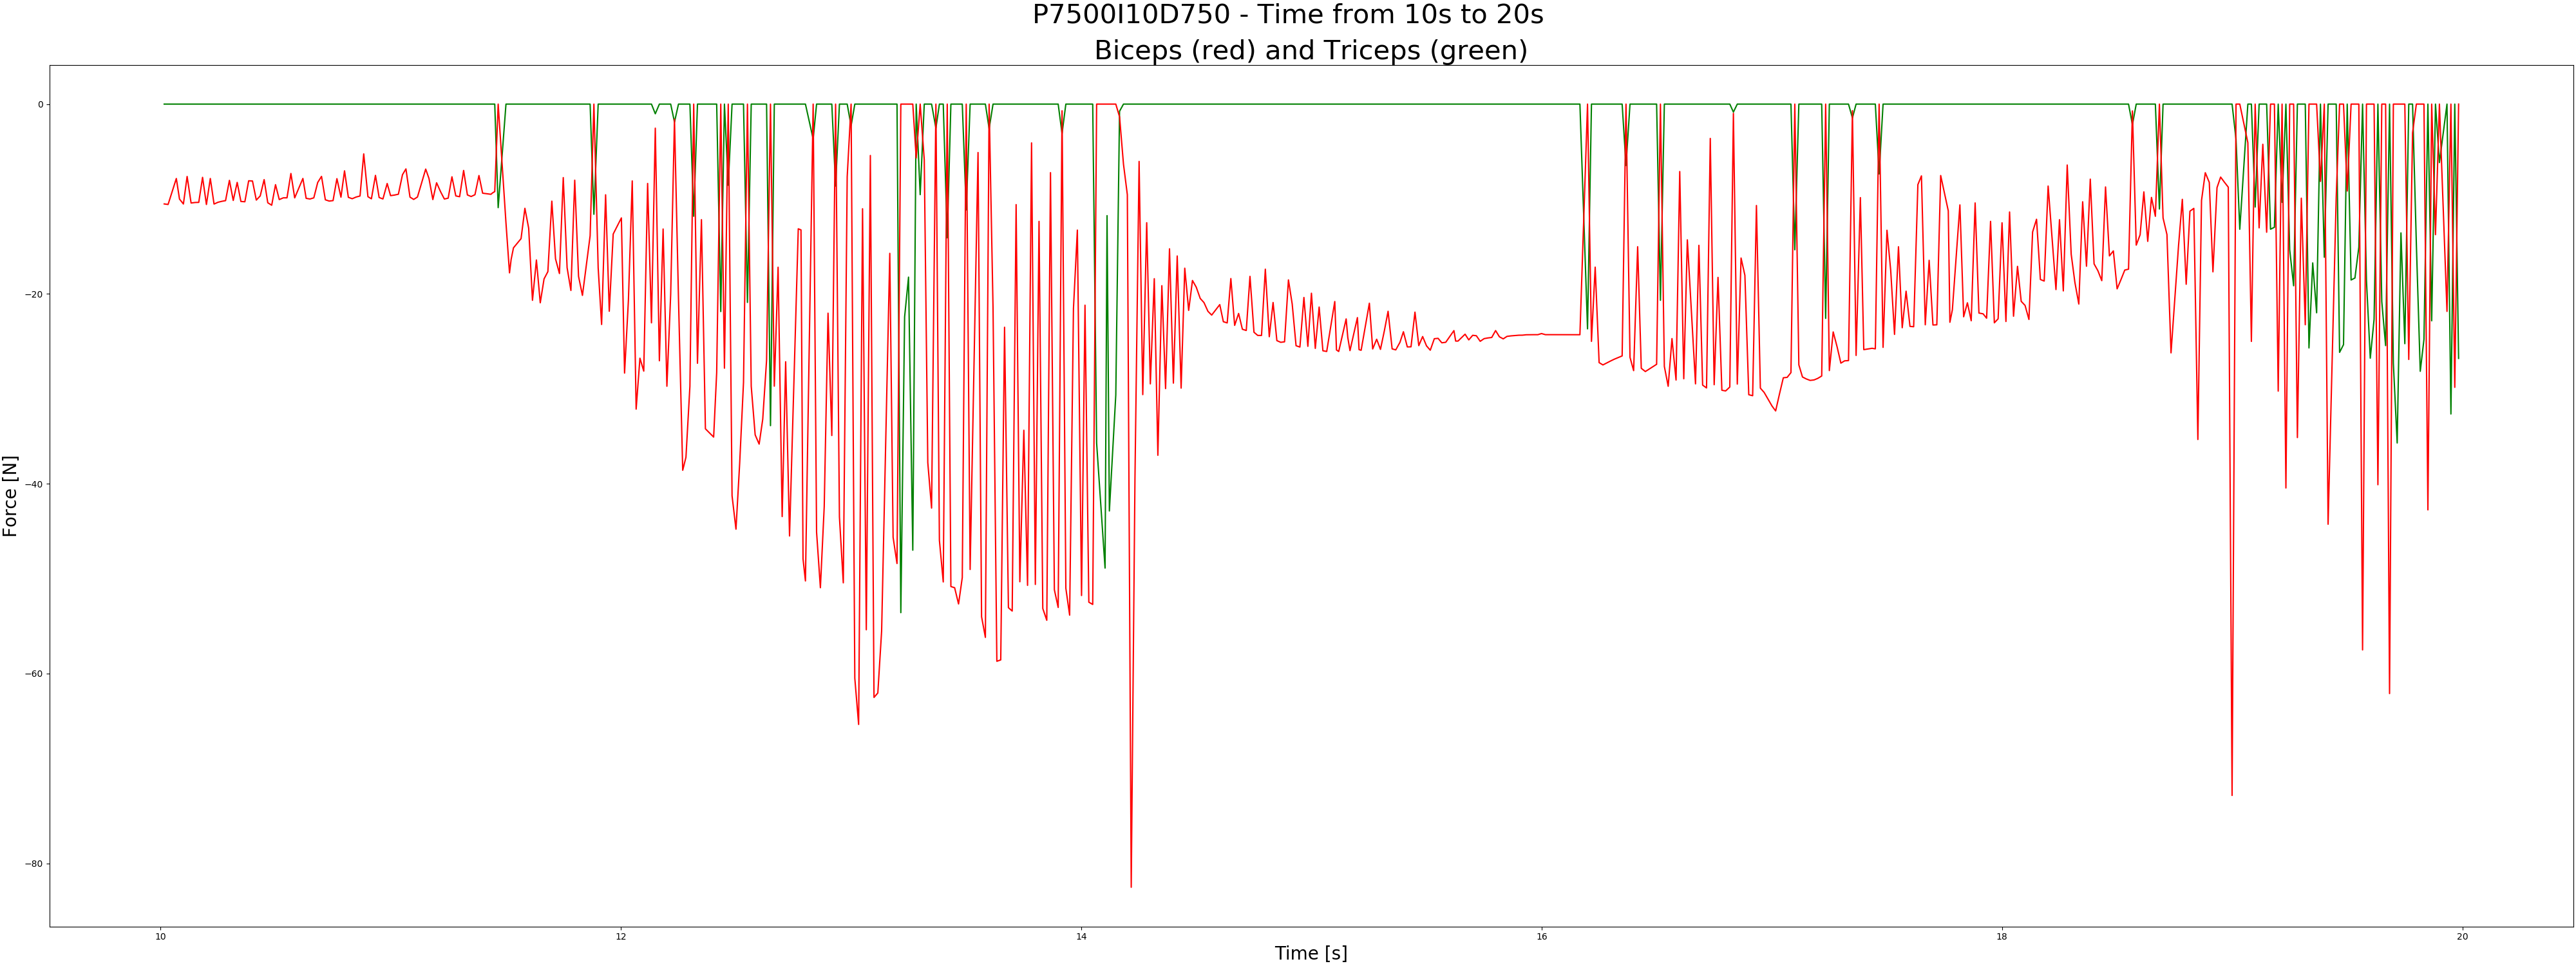 P7500I10D750 - Time from 10s to 20s
Biceps (red) and Triceps (green)
0
−20
−40
−60
−80
Force [N]
10 12 14 16 18 20
Time [s]